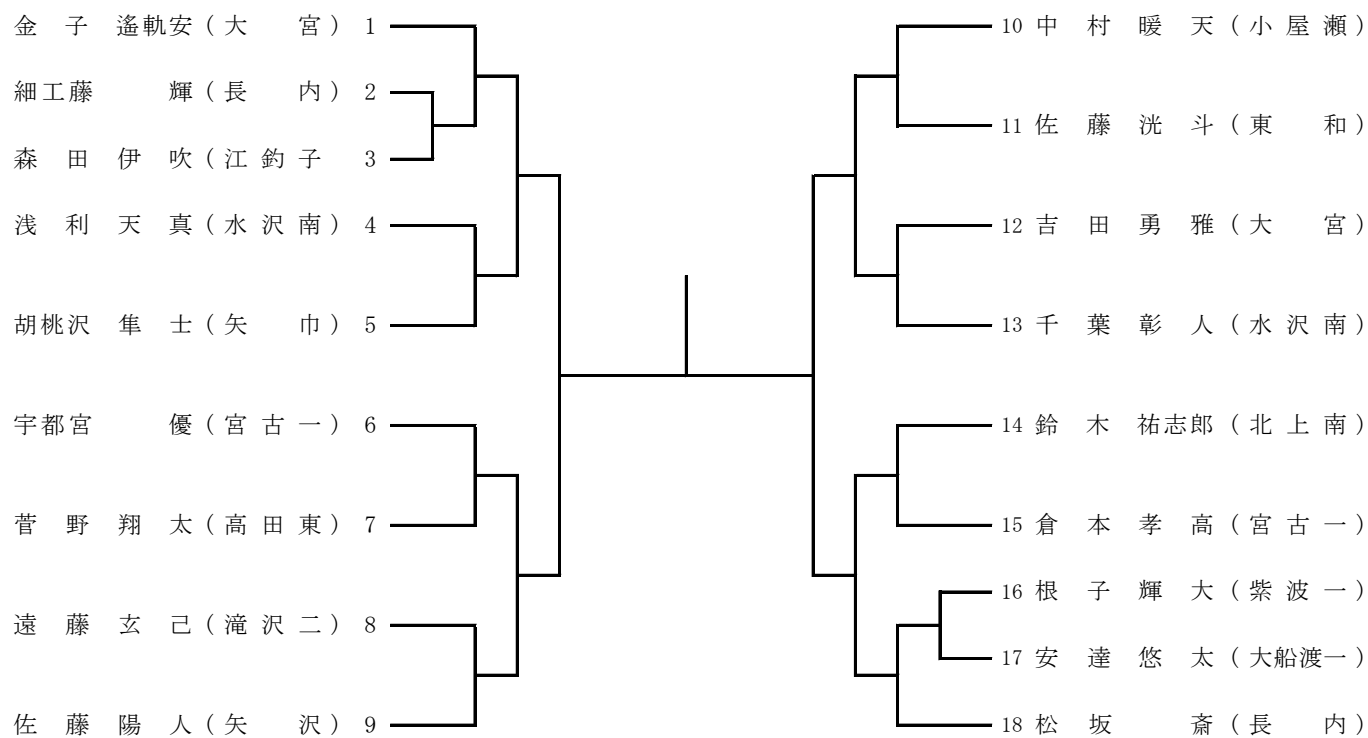 金子 遙軌安（大宮）1
細工藤 輝（長内）2
森田伊吹（江釣子 3
浅利天真（水沢南）4
胡桃沢隼士（矢巾）5
宇都宮 優（宮古一）6
菅野翔太（高田東）7
遠藤玄己（滝沢二）8
佐藤陽人（矢沢）9
10 中村暖天（小屋瀬）
11 佐藤洸斗（東和）
12 吉田勇雅（大宮）
13 千葉彰人（水沢南）
14 鈴木祐志郎（北上南）
15 倉本孝高（宮古一）
16 根子輝大（紫波一）
17 安達悠太（大船渡一）
18 松坂 斎（長内）